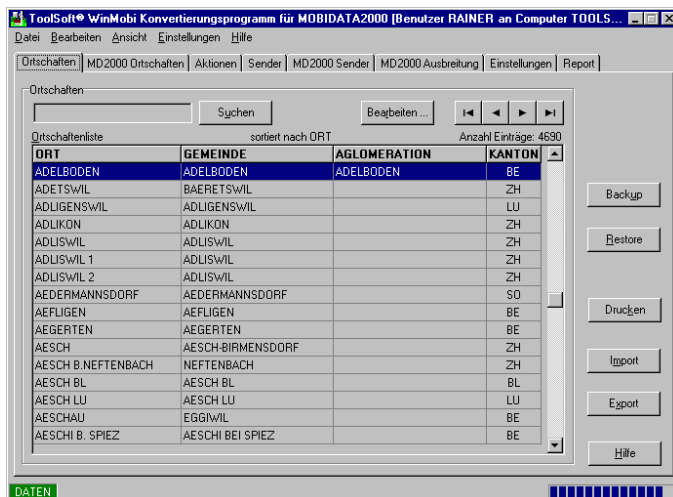 ToolSoft® WinMobi Konvertierungsprogramm für MOBIDATA2000 [Benutzer RAINER an Computer TOOLS...
Datei Bearbeiten Ansicht Einstellungen Hilfe
Ortschaften MD2000 Ortschaften Aktionen Sender MD2000 Sender MD2000 Ausbreitung Einstellungen Report
Ortschaften
Suchen Bearbeiten ...
Ortschaftenliste sortiert nach ORT Anzahl Einträge: 4690
ORT GEMEINDE AGLOMERATION KANTON
ADELBODEN ADELBODEN ADELBODEN BE
ADETSWIL BAERETSWIL ZH
ADLIGENSWIL ADLIGENSWIL LU
ADLIKON ADLIKON ZH
ADLISWIL ADLISWIL ZH
ADLISWIL 1 ADLISWIL ZH
ADLISWIL 2 ADLISWIL ZH
AEDERMANNSDORF AEDERMANNSDORF SO
AEFLIGEN AEFLIGEN BE
AEGERTEN AEGERTEN BE
AESCH AESCH-BIRMENSDORF ZH
AESCH B.NEFTENBACH NEFTENBACH ZH
AESCH BL AESCH BL BL
AESCH LU AESCH LU LU
AESCHAU EGGIWIL BE
AESCHI B. SPIEZ AESCHI BEI SPIEZ BE
Backup
Restore
Drucken
Import
Export
Hilfe
DATEN